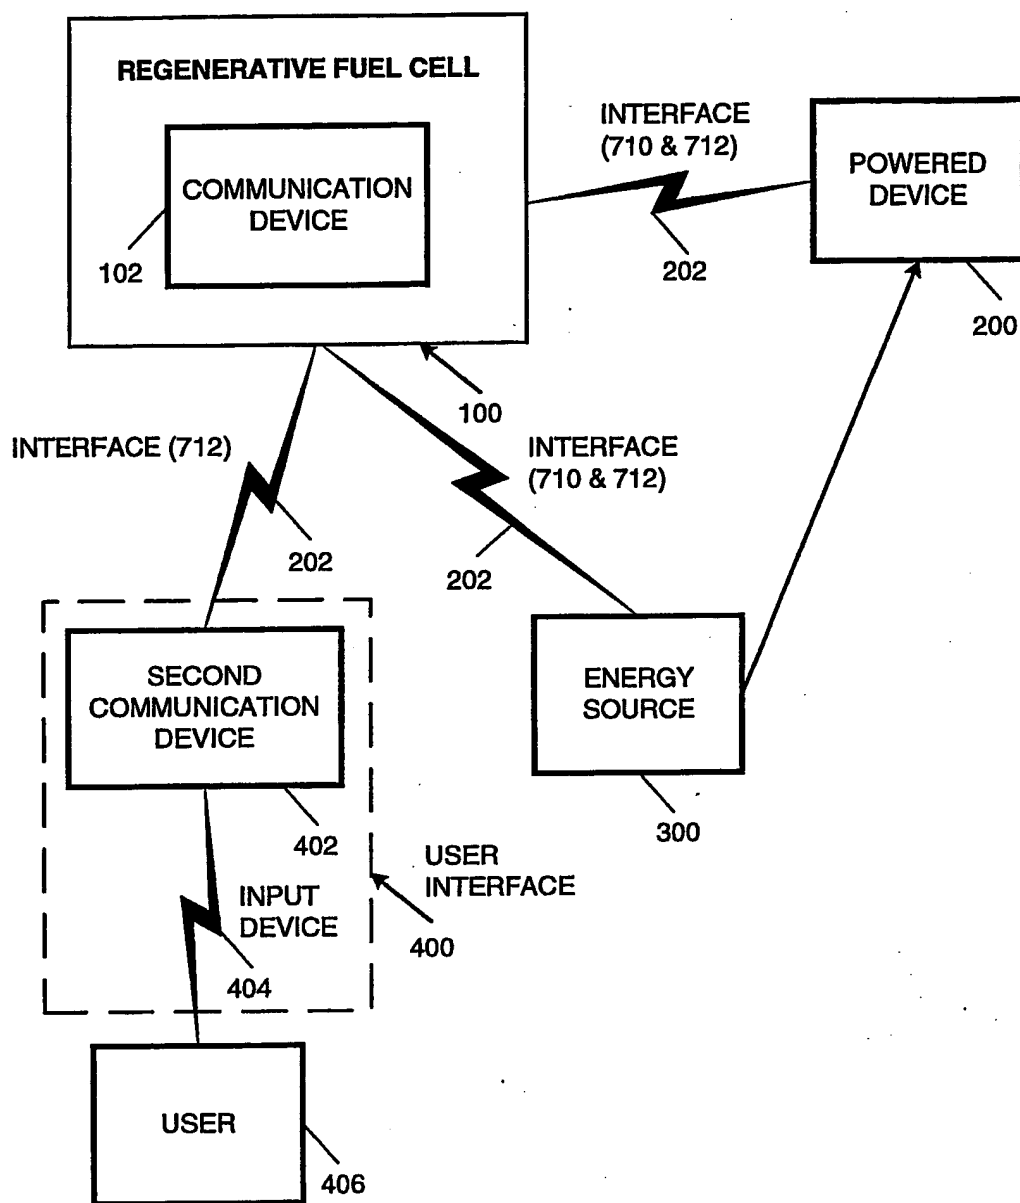 REGENERATIVE FUEL CELL
COMMUNICATION
DEVICE
102
INTERFACE
(710 & 712)
202
POWERED
DEVICE
200
100
INTERFACE (712)
202
INTERFACE
(710 & 712)
202
SECOND
COMMUNICATION
DEVICE
402
ENERGY
SOURCE
300
USER
INTERFACE
400
INPUT
DEVICE
404
USER
406